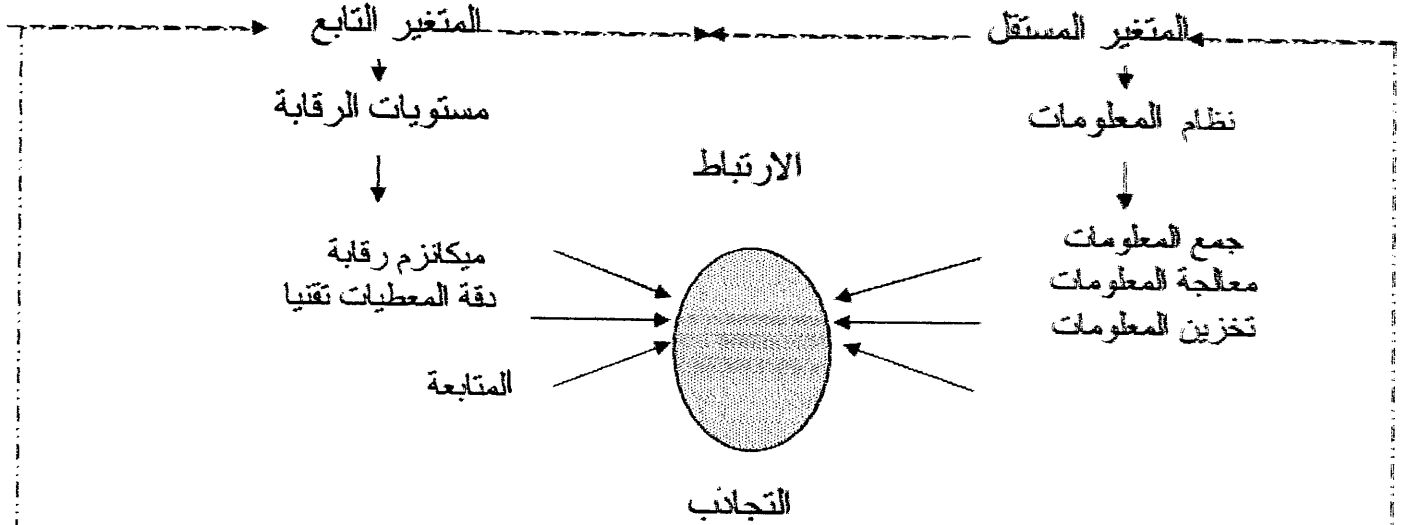 المتغير المستقل
المتغير التابع
نظام المعلومات
مستويات الرقابة
الارتباط
جمع المعلومات
معالجة المعلومات
تخزين المعلومات
ميكانزم رقابة
دقة المعطيات تقنيا
المتابعة
التجاذب